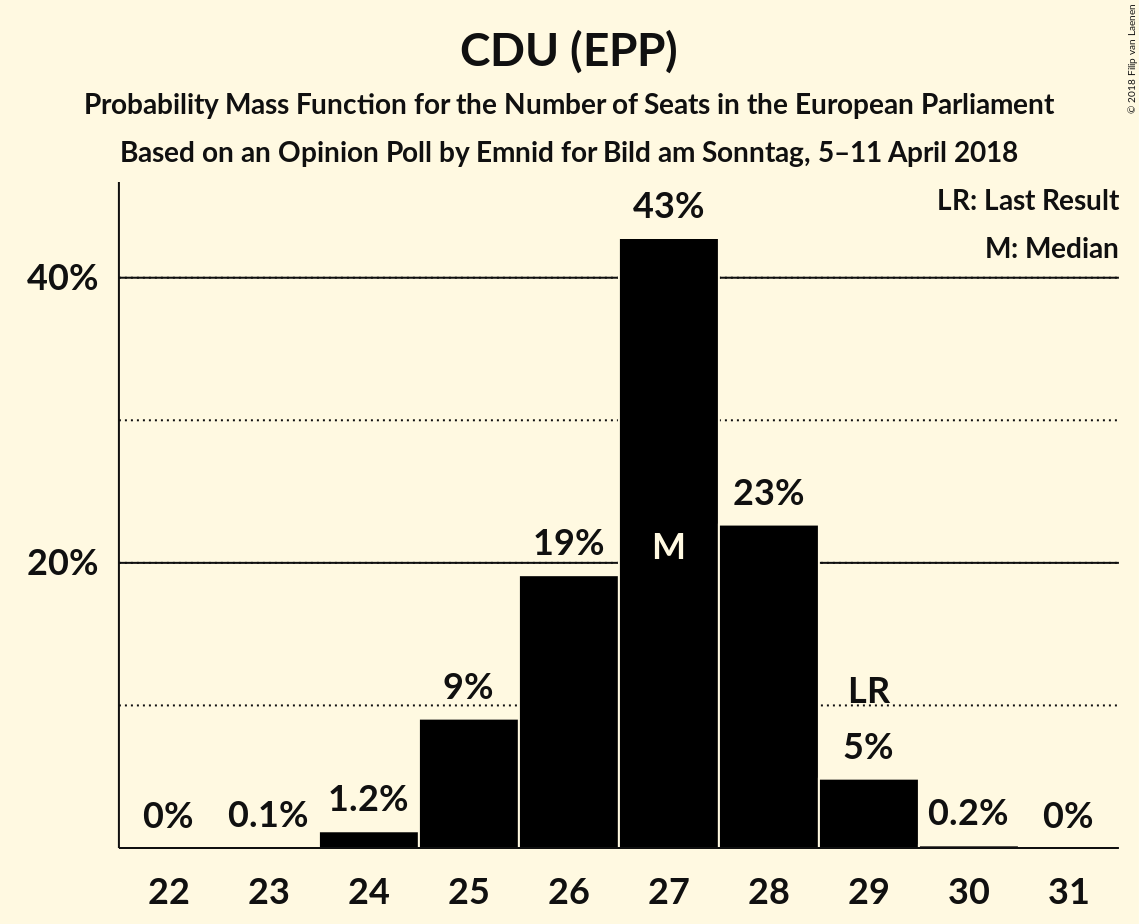 CDU (EPP)
Probability Mass Function for the Number of Seats in the European Parliament
Based on an Opinion Poll by Emnid for Bild am Sonntag, 5–11 April 2018
© 2018 Filip van Laenen
LR: Last Result
M: Median
40%
20%
0%
0.1%
1.2%
9%
19%
43%
M
23%
LR
5%
0.2%
0%
22 23 24 25 26 27 28 29 30 31